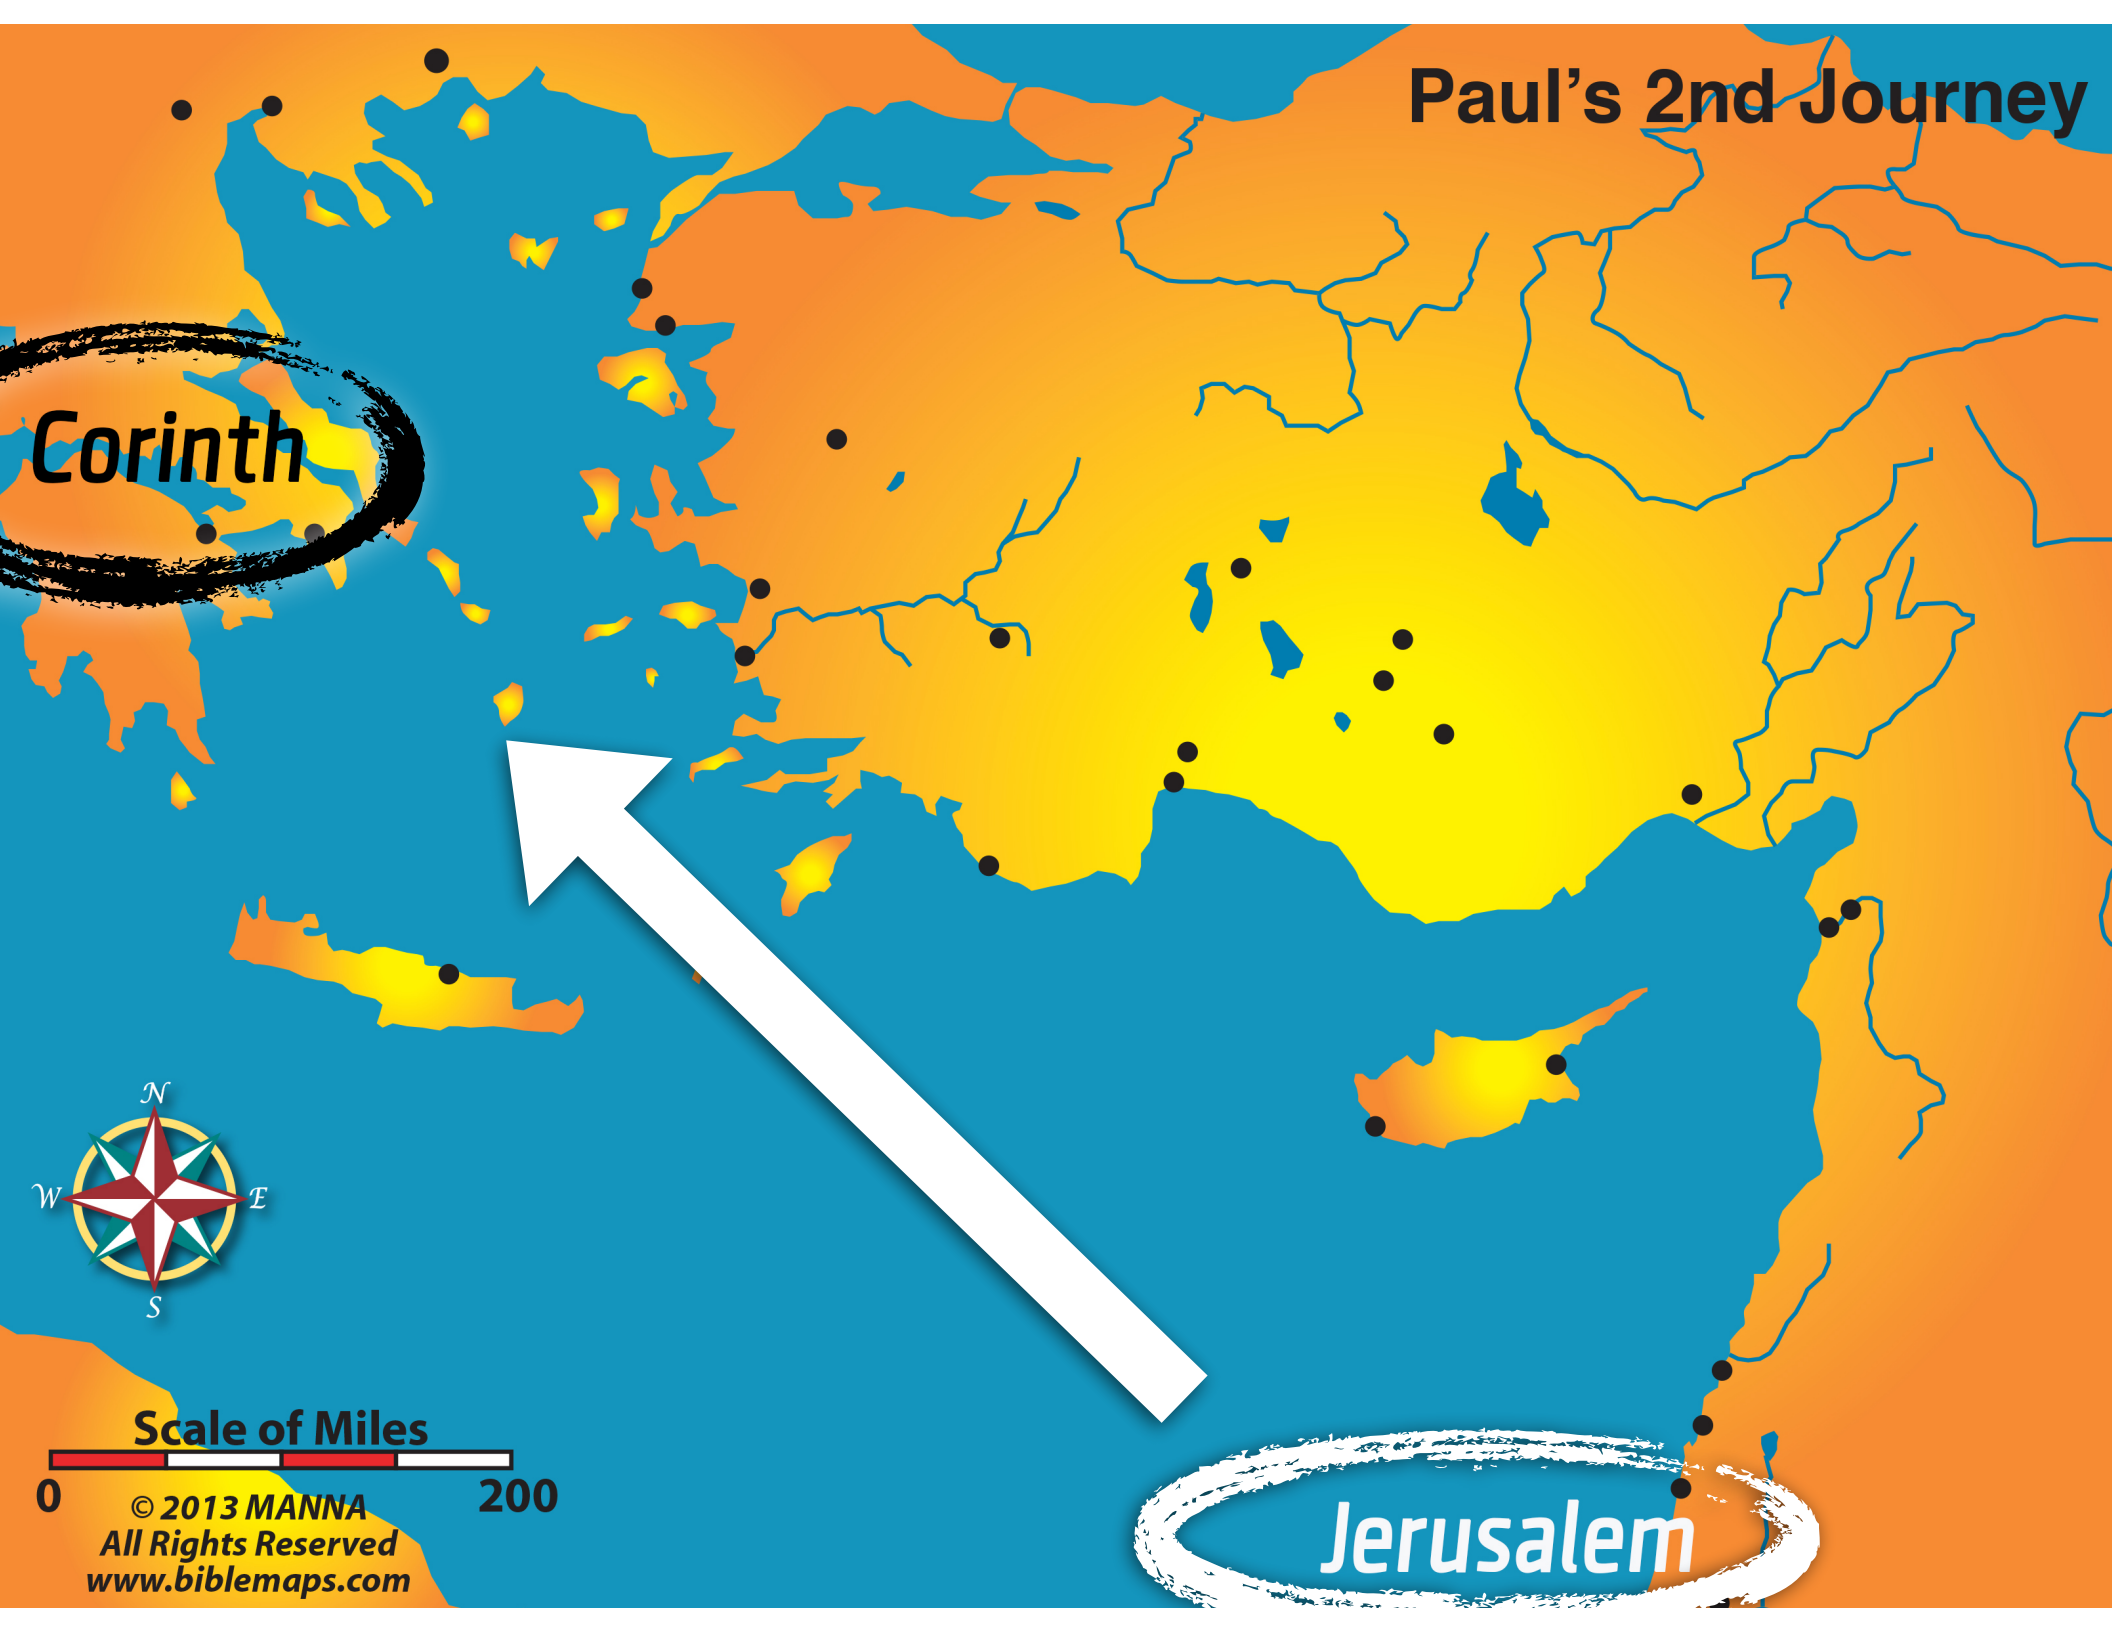 Paul's 2nd Journey
Corinth
N
W E
S
Scale of Miles
0 200
© 2013 MANNA
All Rights Reserved
www.biblemaps.com
Jerusalem